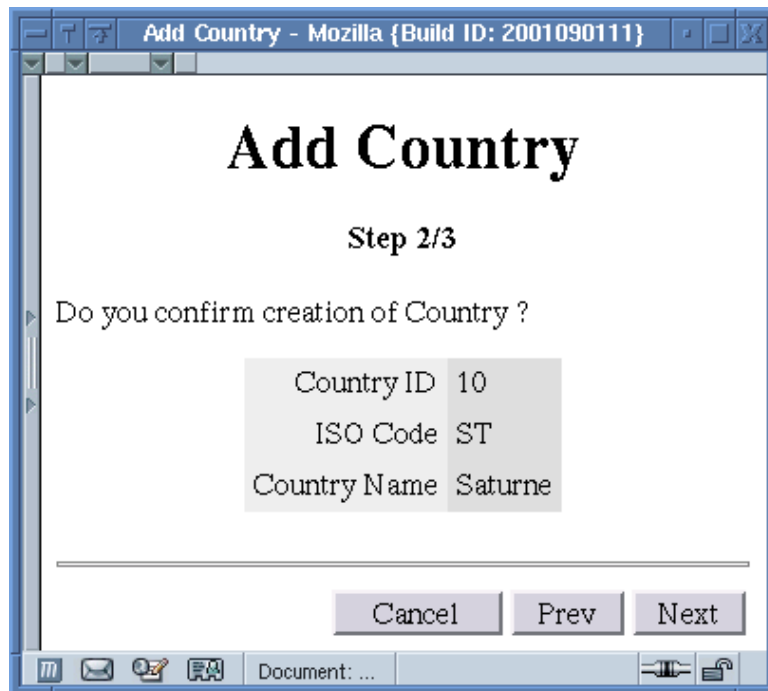 Add Country - Mozilla {Build ID: 2001090111}
Add Country
Step 2/3
Do you confirm creation of Country ?
Country ID 10
ISO Code ST
Country Name Saturne
Cancel Prev Next
m Document: ...